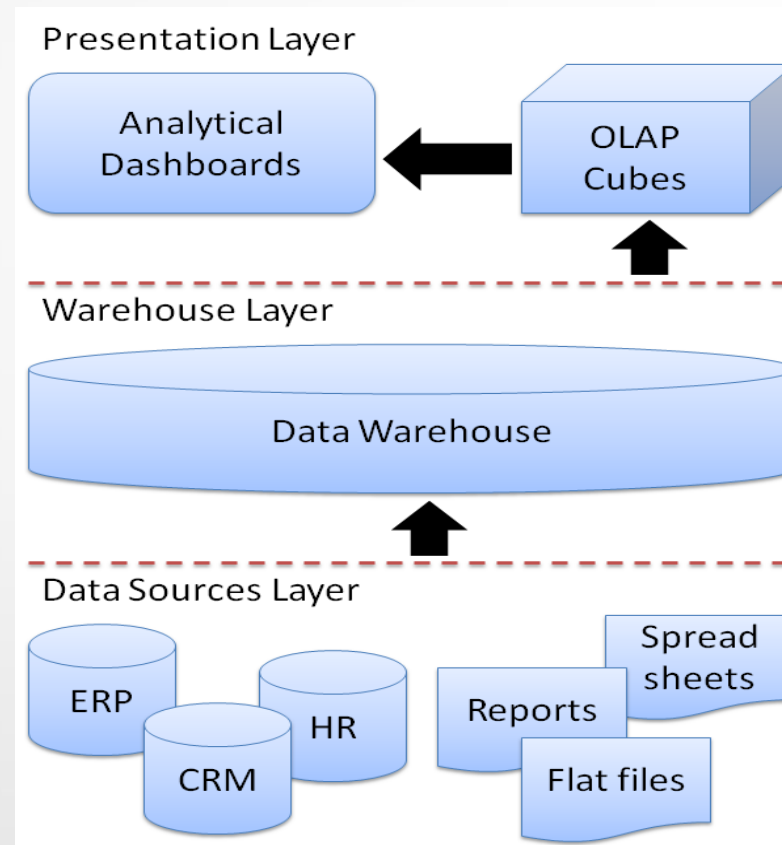 Presentation Layer
Analytical
Dashboards
OLAP
Cubes
Warehouse Layer
Data Warehouse
Data Sources Layer
ERP
CRM
HR
Reports
Spread
sheets
Flat files